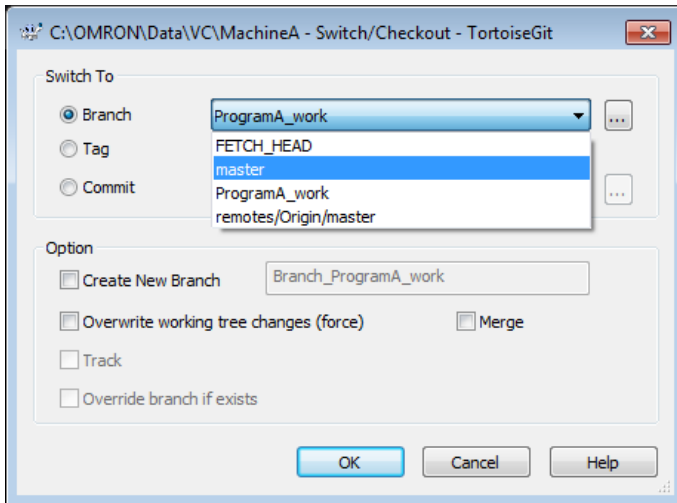 C:\OMRON\Data\VC\MachineA - Switch/Checkout - TortoiseGit
Switch To
Branch
ProgramA_work
...
Tag
FETCH_HEAD
master
Commit
ProgramA_work
...
remotes/Origin/master
Option
Create New Branch
Branch_ProgramA_work
Overwrite working tree changes (force)
Merge
Track
Override branch if exists
OK
Cancel
Help